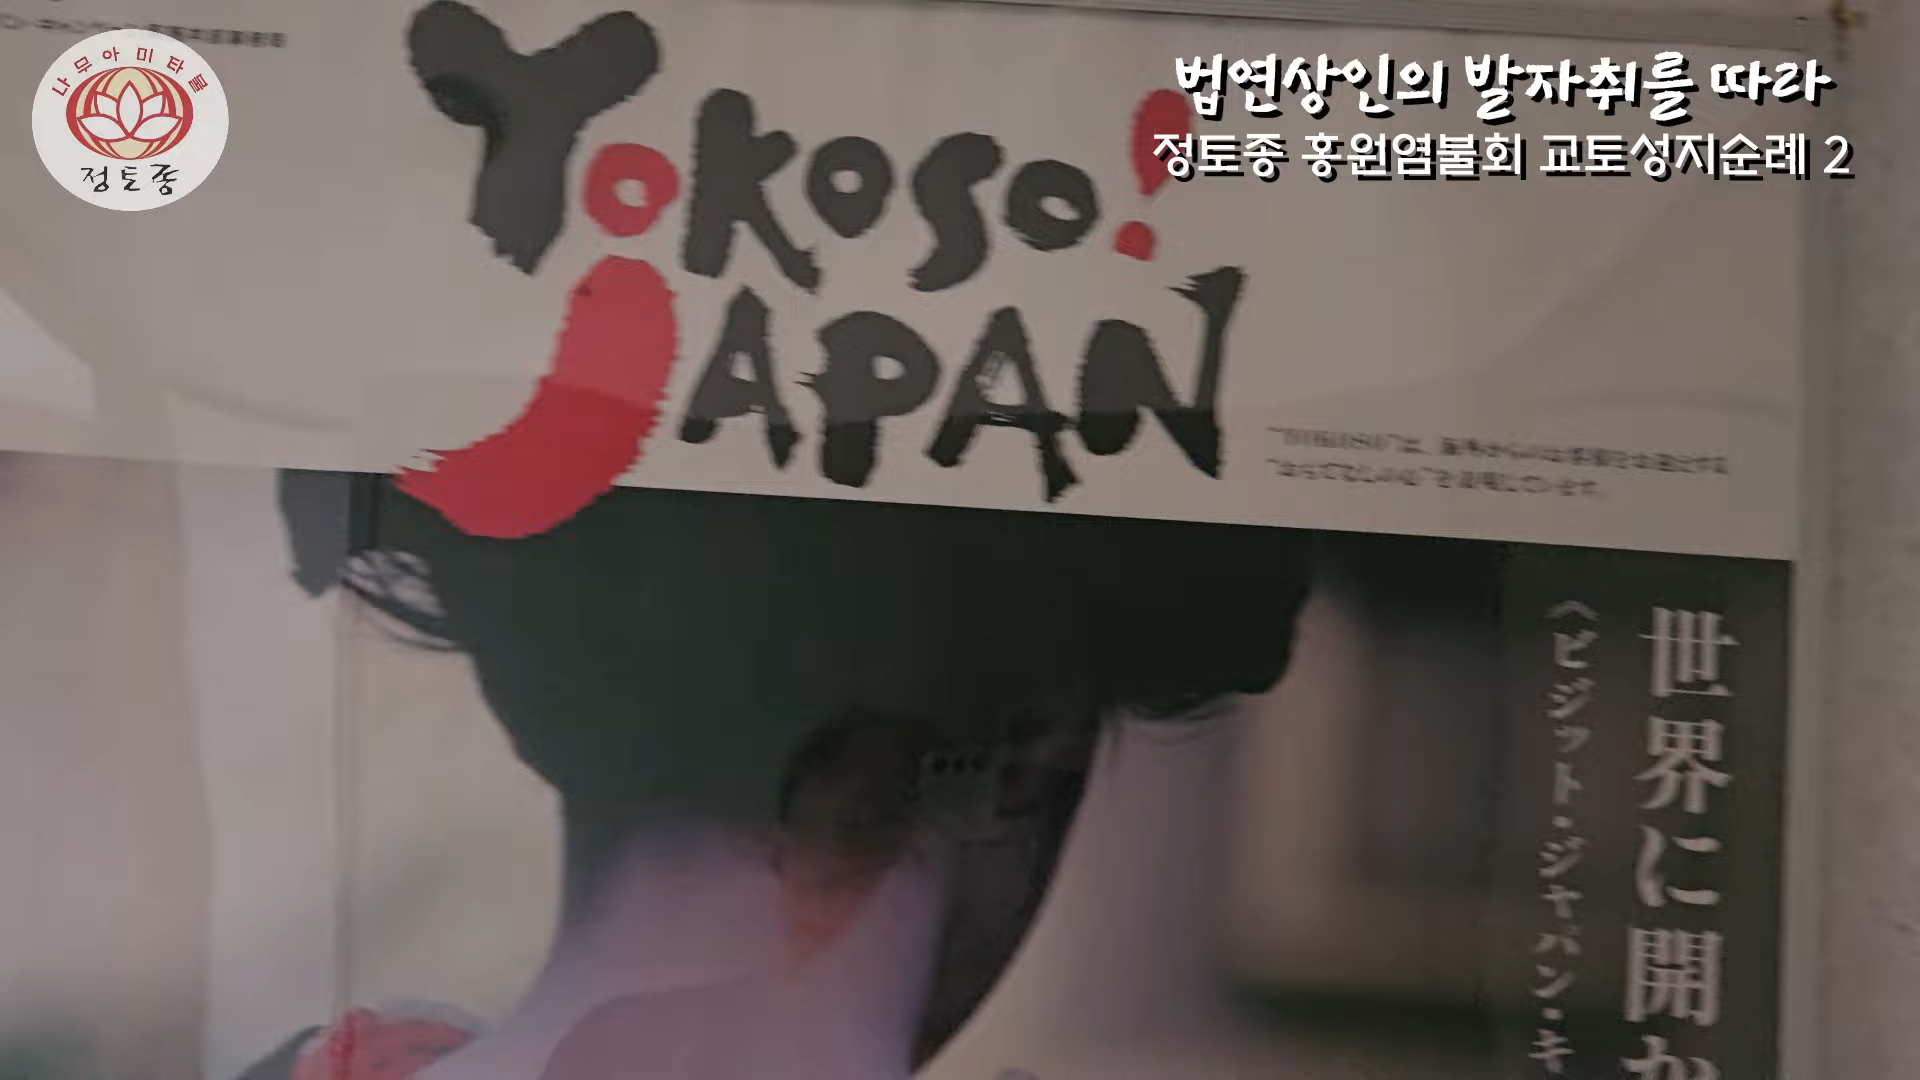 나무아미타불
정토종
법연상인의 발자취를 따라
정토종 홍원염불회 교토성지순례 2
YOKOSO!
JAPAN
世界に開か
〈ビジット・ジャパン・キ